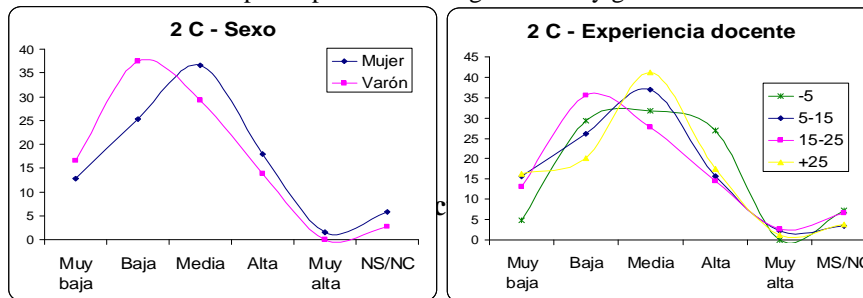 2 C - Sexo
40
35
30
25
20
15
10
5
0
Muy baja
Baja
Media
Alta
Muy alta
NS/NC
Mujer
Varón
c
2 C - Experiencia docente
45
40
35
30
25
20
15
10
5
0
Muy baja
Baja
Media
Alta
Muy alta
MS/NC
-5
5-15
15-25
+25